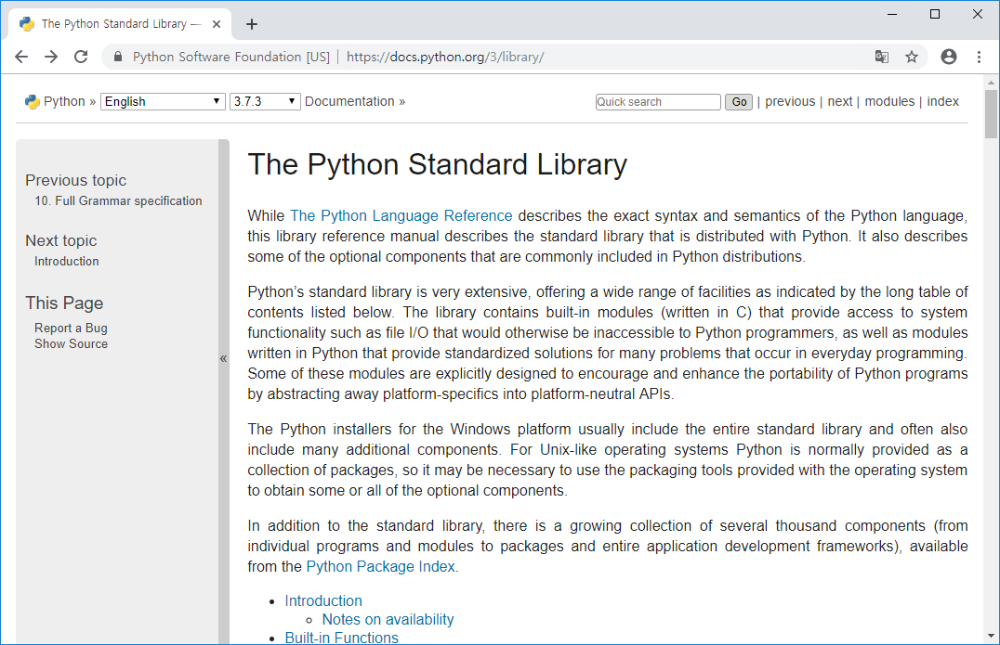 The Python Standard Library —
Python Software Foundation [US] | https://docs.python.org/3/library/
Python » English 3.7.3 Documentation » Quick search Go | previous | next | modules | index
Previous topic
10. Full Grammar specification
Next topic
Introduction
This Page
Report a Bug
Show Source
«
The Python Standard Library
While The Python Language Reference describes the exact syntax and semantics of the Python language,
this library reference manual describes the standard library that is distributed with Python. It also describes
some of the optional components that are commonly included in Python distributions.
Python’s standard library is very extensive, offering a wide range of facilities as indicated by the long table of
contents listed below. The library contains built-in modules (written in C) that provide access to system
functionality such as file I/O that would otherwise be inaccessible to Python programmers, as well as modules
written in Python that provide standardized solutions for many problems that occur in everyday programming.
Some of these modules are explicitly designed to encourage and enhance the portability of Python programs
by abstracting away platform-specifics into platform-neutral APIs.
The Python installers for the Windows platform usually include the entire standard library and often also
include many additional components. For Unix-like operating systems Python is normally provided as a
collection of packages, so it may be necessary to use the packaging tools provided with the operating system
to obtain some or all of the optional components.
In addition to the standard library, there is a growing collection of several thousand components (from
individual programs and modules to packages and entire application development frameworks), available
from the Python Package Index.
• Introduction
◦ Notes on availability
• Built-in Functions